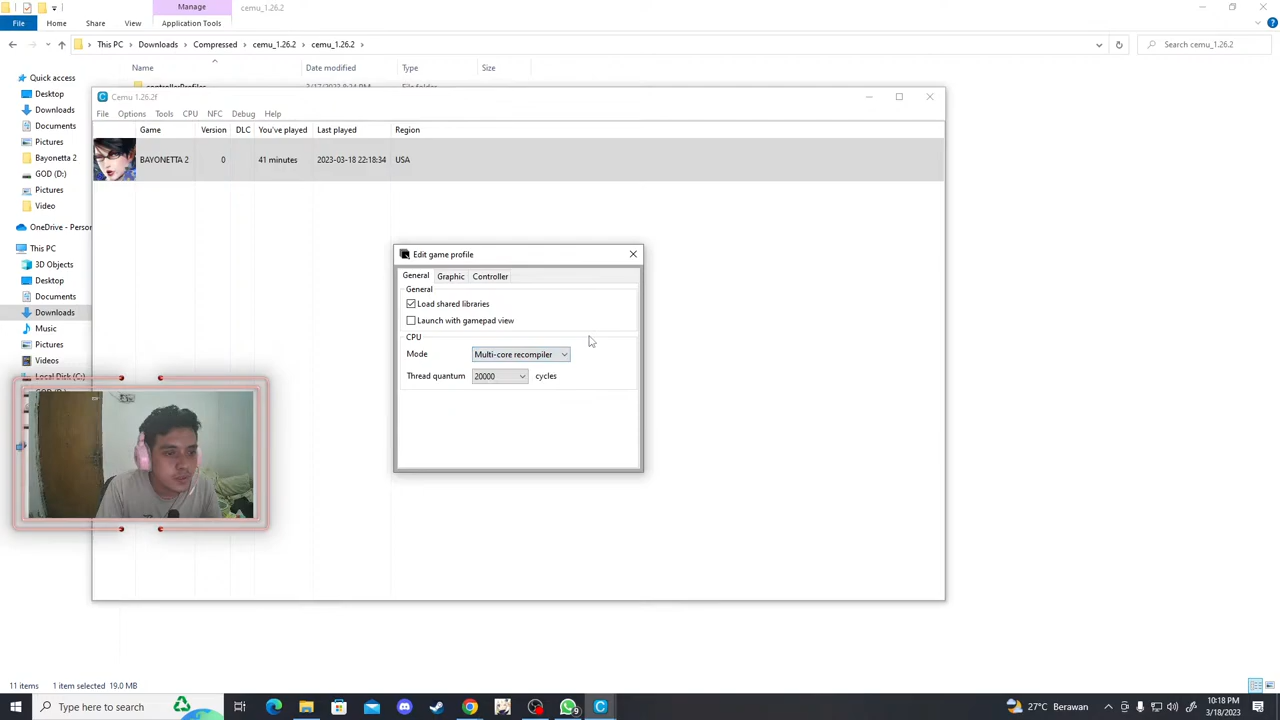 Manage
cemu_1.26.2
File Home Share View Application Tools
This PC Downloads Compressed cemu_1.26.2 cemu_1.26.2
Search cemu_1.26.2
Name Date modified Type Size
Quick access
Desktop
Downloads
Documents
Pictures
Bayonetta 2
GOD (D:)
Pictures
Video
OneDrive - Perso
This PC
3D Objects
Desktop
Documents
Downloads
Music
Pictures
Videos
Local Disk (C:)
controllerProfiles
Cemu 1.26.2f
File Options Tools CPU NFC Debug Help
Game Version DLC You've played Last played Region
BAYONETTA 2 0 41 minutes 2023-03-18 22:18:34 USA
Edit game profile
General Graphic Controller
General
Load shared libraries
Launch with gamepad view
CPU
Mode Multi-core recompiler
Thread quantum 20000 cycles
11 items 1 item selected 19.0 MB
Type here to search
9
27°C Berawan
10:18 PM
3/18/2023